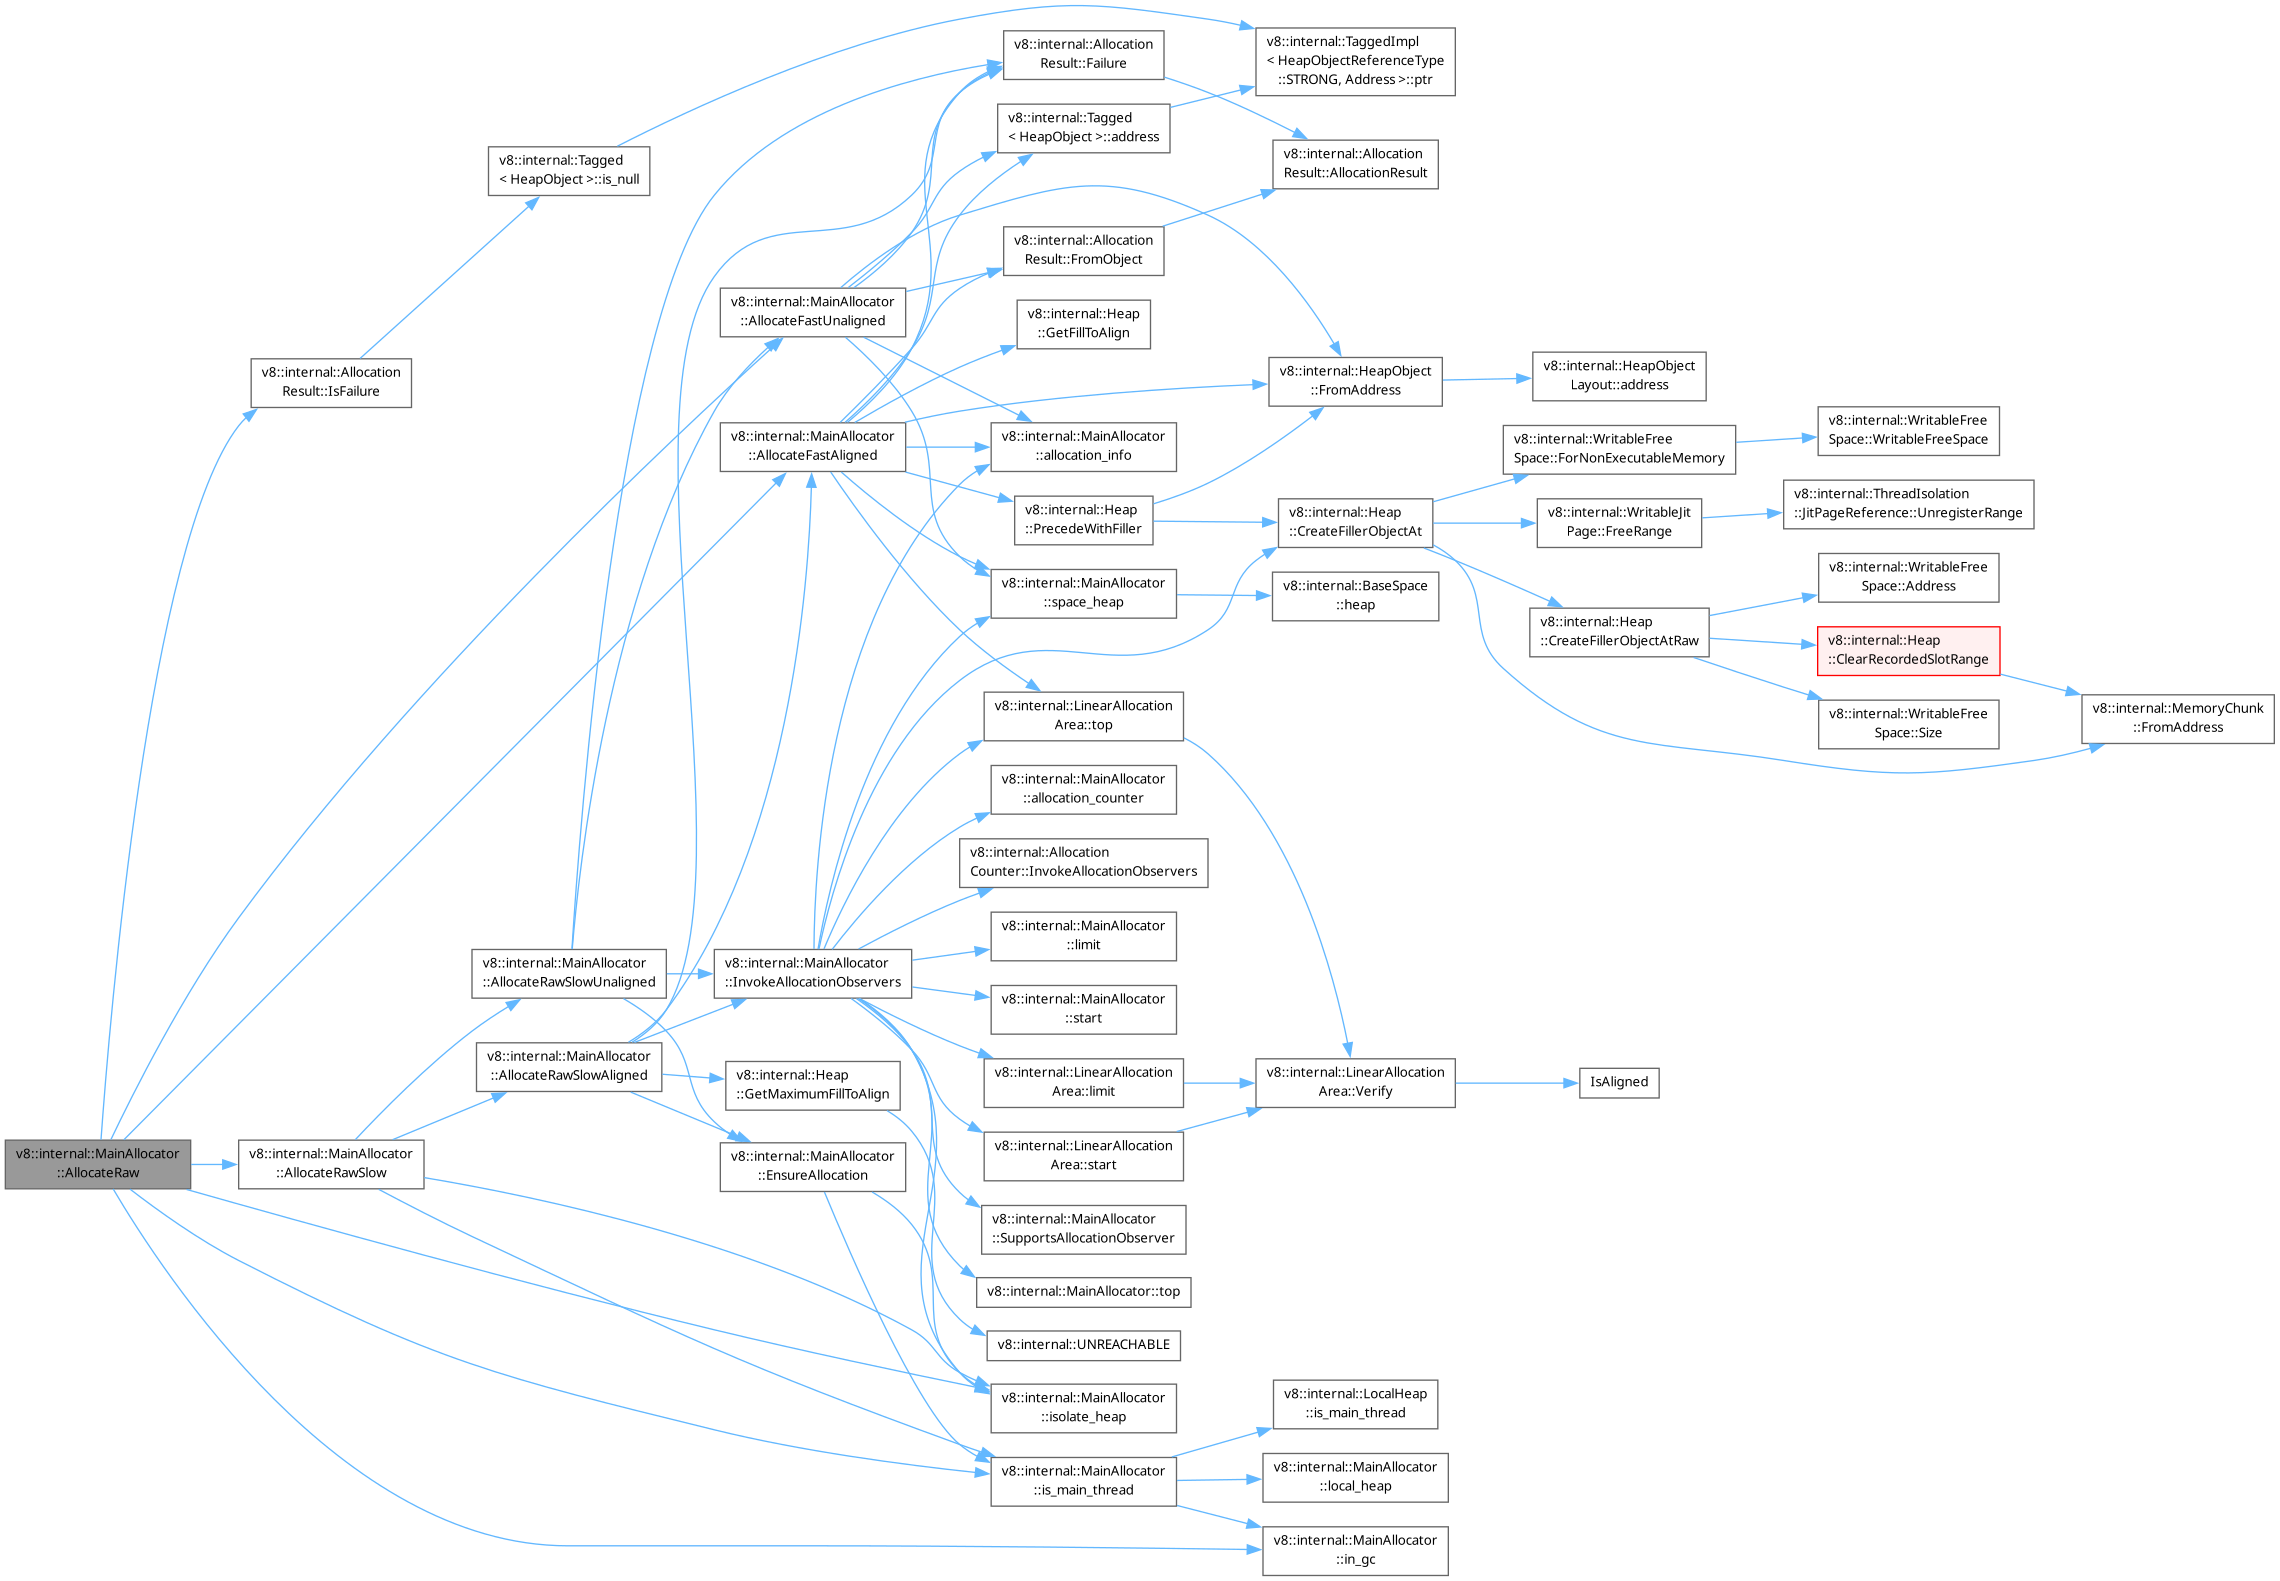 v8::internal::MainAllocator
::AllocateRaw
v8::internal::Allocation
Result::IsFailure
v8::internal::MainAllocator
::AllocateRawSlow
v8::internal::Tagged
< HeapObject >::is_null
v8::internal::MainAllocator
::AllocateRawSlowUnaligned
v8::internal::MainAllocator
::AllocateRawSlowAligned
v8::internal::MainAllocator
::AllocateFastUnaligned
v8::internal::MainAllocator
::AllocateFastAligned
v8::internal::MainAllocator
::InvokeAllocationObservers
v8::internal::Heap
::GetMaximumFillToAlign
v8::internal::MainAllocator
::EnsureAllocation
v8::internal::Allocation
Result::Failure
v8::internal::Tagged
< HeapObject >::address
v8::internal::Allocation
Result::FromObject
v8::internal::Heap
::GetFillToAlign
v8::internal::MainAllocator
::allocation_info
v8::internal::Heap
::PrecedeWithFiller
v8::internal::MainAllocator
::space_heap
v8::internal::LinearAllocation
Area::top
v8::internal::MainAllocator
::allocation_counter
v8::internal::Allocation
Counter::InvokeAllocationObservers
v8::internal::MainAllocator
::limit
v8::internal::MainAllocator
::start
v8::internal::LinearAllocation
Area::limit
v8::internal::LinearAllocation
Area::start
v8::internal::MainAllocator
::SupportsAllocationObserver
v8::internal::MainAllocator::top
v8::internal::UNREACHABLE
v8::internal::MainAllocator
::isolate_heap
v8::internal::MainAllocator
::is_main_thread
v8::internal::TaggedImpl
< HeapObjectReferenceType
::STRONG, Address >::ptr
v8::internal::Allocation
Result::AllocationResult
v8::internal::HeapObject
::FromAddress
v8::internal::Heap
::CreateFillerObjectAt
v8::internal::BaseSpace
::heap
v8::internal::LinearAllocation
Area::Verify
v8::internal::LocalHeap
::is_main_thread
v8::internal::MainAllocator
::local_heap
v8::internal::MainAllocator
::in_gc
v8::internal::HeapObject
Layout::address
v8::internal::WritableFree
Space::ForNonExecutableMemory
v8::internal::WritableJit
Page::FreeRange
v8::internal::Heap
::CreateFillerObjectAtRaw
IsAligned
v8::internal::WritableFree
Space::WritableFreeSpace
v8::internal::ThreadIsolation
::JitPageReference::UnregisterRange
v8::internal::WritableFree
Space::Address
v8::internal::Heap
::ClearRecordedSlotRange
v8::internal::WritableFree
Space::Size
v8::internal::MemoryChunk
::FromAddress